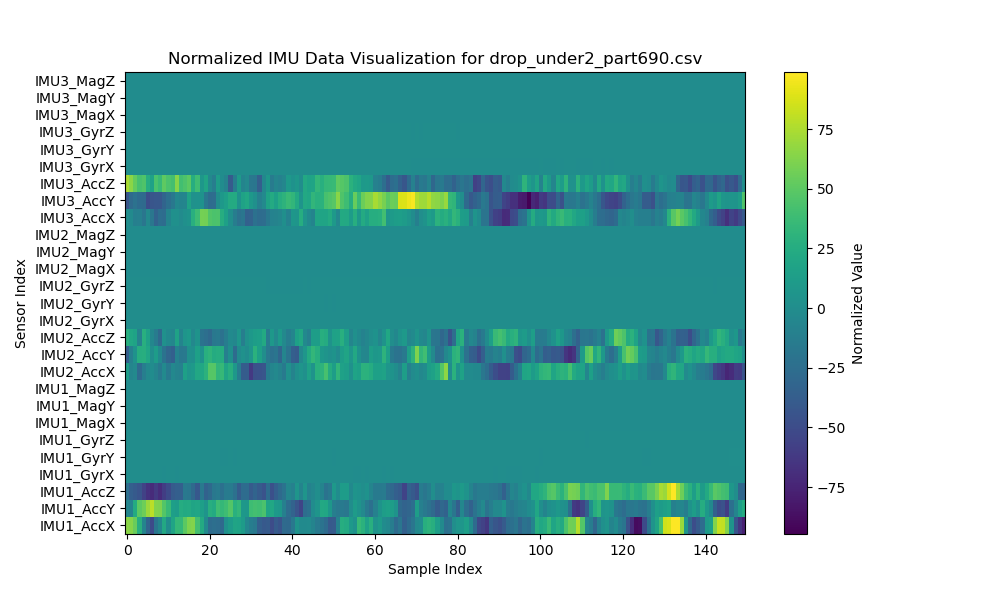 Normalized IMU Data Visualization for drop_under2_part690.csv
IMU3_MagZ
IMU3_MagY
IMU3_MagX
IMU3_GyrZ
IMU3_GyrY
IMU3_GyrX
IMU3_AccZ
IMU3_AccY
IMU3_AccX
IMU2_MagZ
IMU2_MagY
IMU2_MagX
IMU2_GyrZ
IMU2_GyrY
IMU2_GyrX
IMU2_AccZ
IMU2_AccY
IMU2_AccX
IMU1_MagZ
IMU1_MagY
IMU1_MagX
IMU1_GyrZ
IMU1_GyrY
IMU1_GyrX
IMU1_AccZ
IMU1_AccY
IMU1_AccX
Sensor Index
0 20 40 60 80 100 120 140
Sample Index
75
50
25
0
−25
−50
−75
Normalized Value